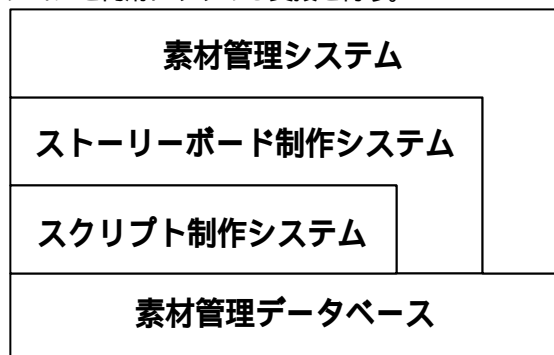 素材管理システム
ストーリーボード制作システム
スクリプト制作システム
素材管理データベース